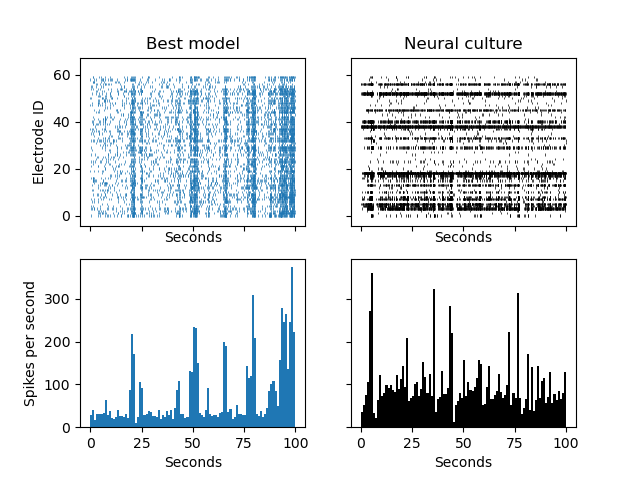 Best model
Neural culture
Electrode ID
60
40
20
0
Seconds
Seconds
Spikes per second
300
200
100
0
0 25 50 75 100
0 25 50 75 100
Seconds
Seconds